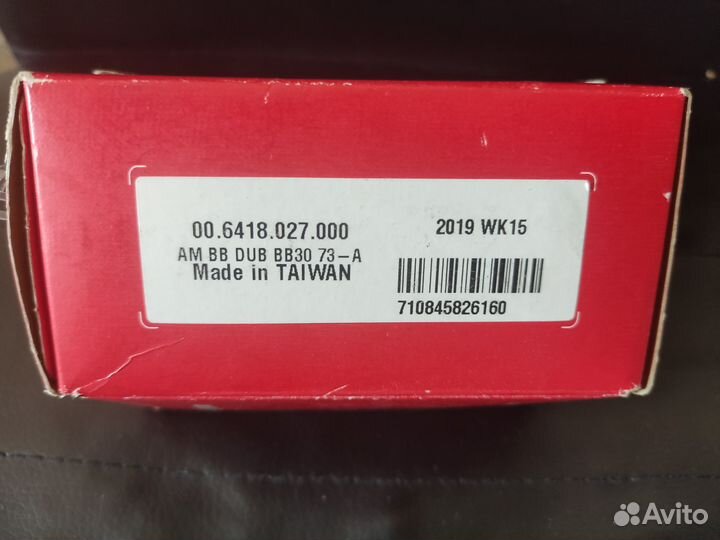 00.6418.027.000
AM BB DUB BB30 73-A
Made in TAIWAN
2019 WK15
710845826160
Avito